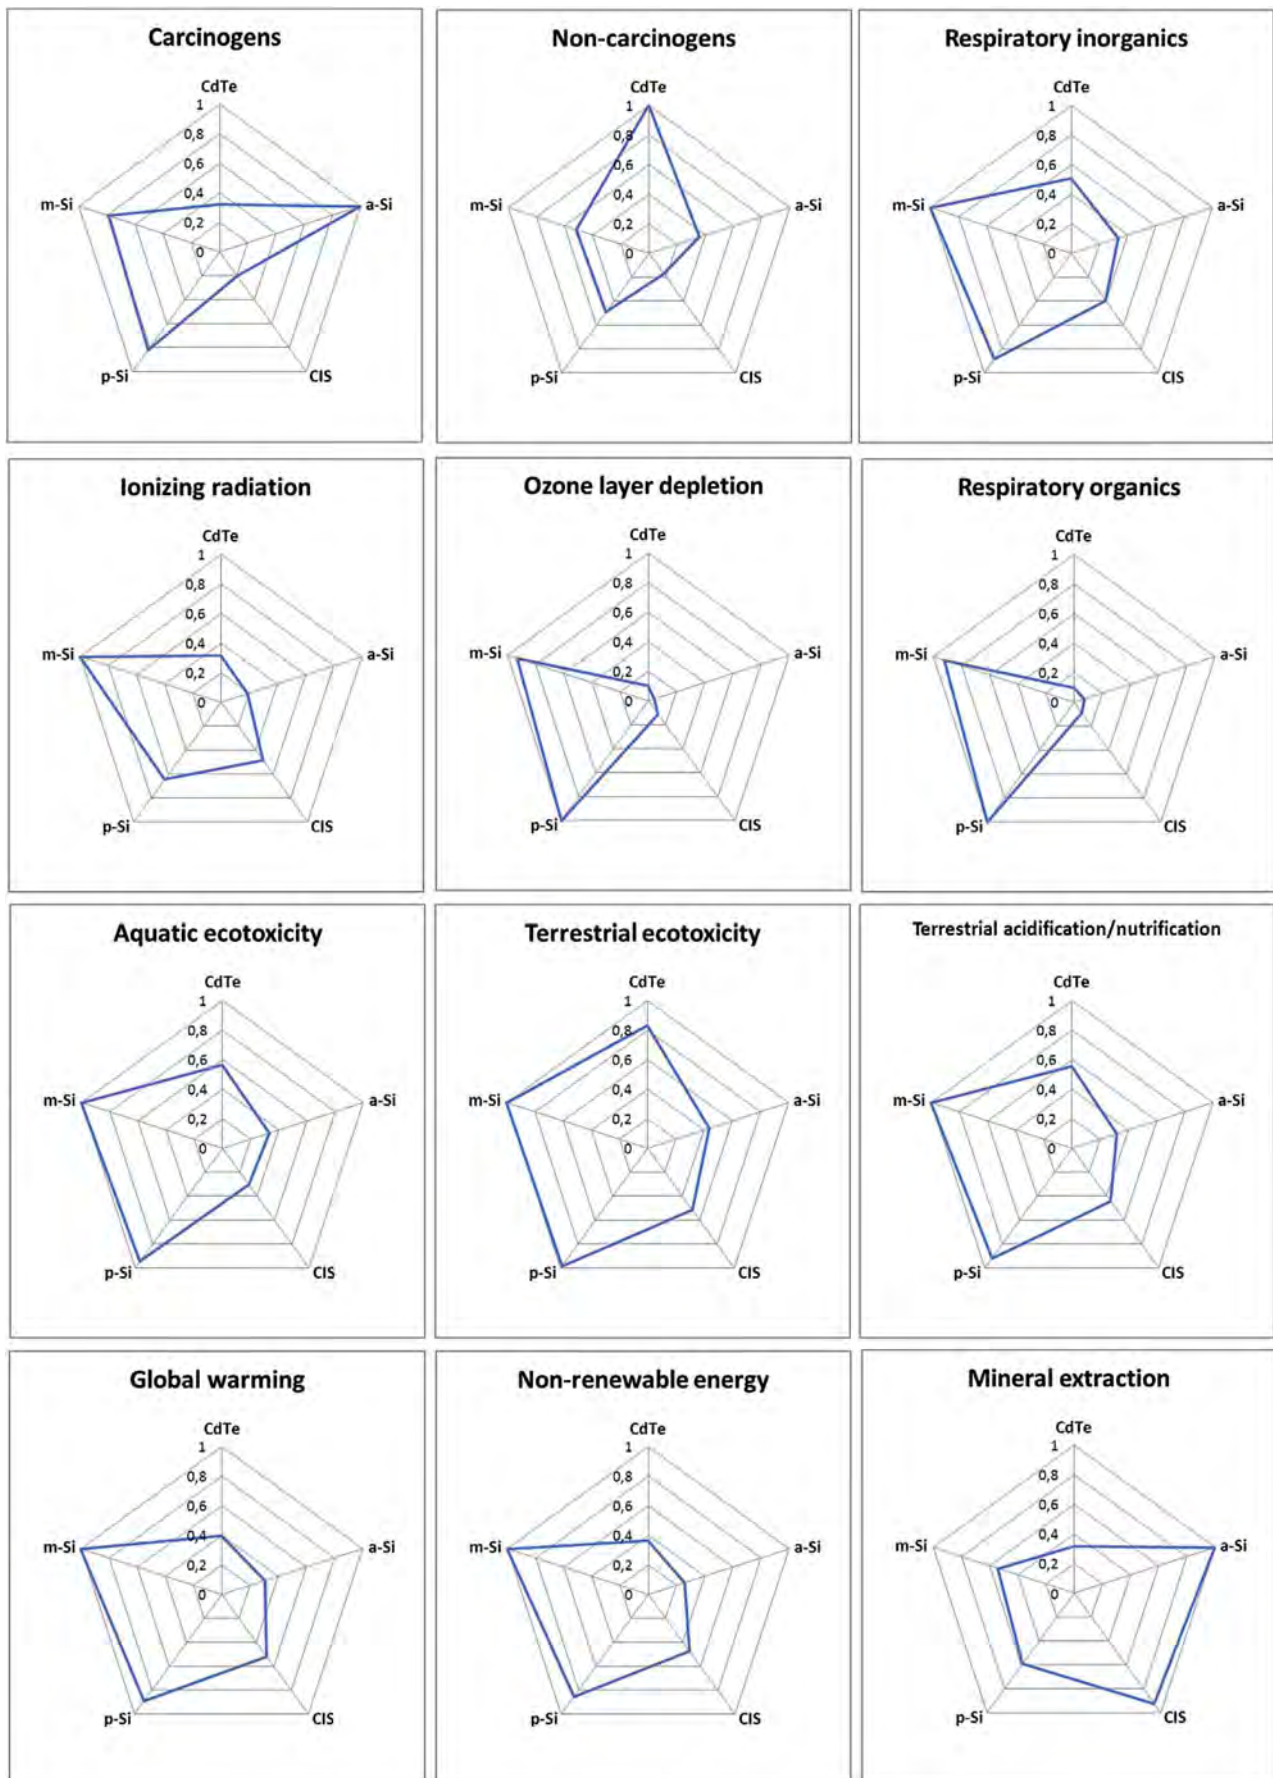 Carcinogens
CdTe
1
0,8
0,6
0,4
0,2
0
m-Si
a-Si
p-Si
CIS
Non-carcinogens
CdTe
1
0,8
0,6
0,4
0,2
0
m-Si
a-Si
p-Si
CIS
Respiratory inorganics
CdTe
1
0,8
0,6
0,4
0,2
0
m-Si
a-Si
p-Si
CIS
Ionizing radiation
CdTe
1
0,8
0,6
0,4
0,2
0
m-Si
a-Si
p-Si
CIS
Ozone layer depletion
CdTe
1
0,8
0,6
0,4
0,2
0
m-Si
a-Si
p-Si
CIS
Respiratory organics
CdTe
1
0,8
0,6
0,4
0,2
0
m-Si
a-Si
p-Si
CIS
Aquatic ecotoxicity
CdTe
1
0,8
0,6
0,4
0,2
0
m-Si
a-Si
p-Si
CIS
Terrestrial ecotoxicity
CdTe
1
0,8
0,6
0,4
0,2
0
m-Si
a-Si
p-Si
CIS
Terrestrial acidification/nutrification
CdTe
1
0,8
0,6
0,4
0,2
0
m-Si
a-Si
p-Si
CIS
Global warming
CdTe
1
0,8
0,6
0,4
0,2
0
m-Si
a-Si
p-Si
CIS
Non-renewable energy
CdTe
1
0,8
0,6
0,4
0,2
0
m-Si
a-Si
p-Si
CIS
Mineral extraction
CdTe
1
0,8
0,6
0,4
0,2
0
m-Si
a-Si
p-Si
CIS